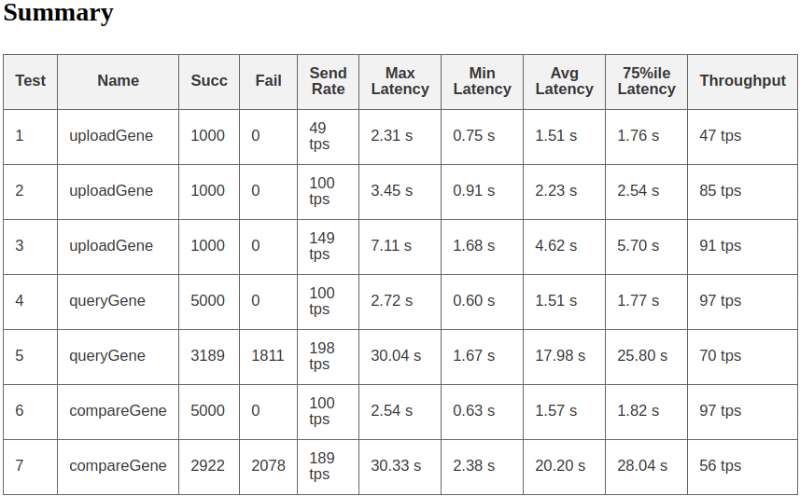 Summary
Test Name Succ Fail Send Rate Max Latency Min Latency Avg Latency 75%ile Latency Throughput
1 uploadGene 1000 0 49 tps 2.31 s 0.75 s 1.51 s 1.76 s 47 tps
2 uploadGene 1000 0 100 tps 3.45 s 0.91 s 2.23 s 2.54 s 85 tps
3 uploadGene 1000 0 149 tps 7.11 s 1.68 s 4.62 s 5.70 s 91 tps
4 queryGene 5000 0 100 tps 2.72 s 0.60 s 1.51 s 1.77 s 97 tps
5 queryGene 3189 1811 198 tps 30.04 s 1.67 s 17.98 s 25.80 s 70 tps
6 compareGene 5000 0 100 tps 2.54 s 0.63 s 1.57 s 1.82 s 97 tps
7 compareGene 2922 2078 189 tps 30.33 s 2.38 s 20.20 s 28.04 s 56 tps